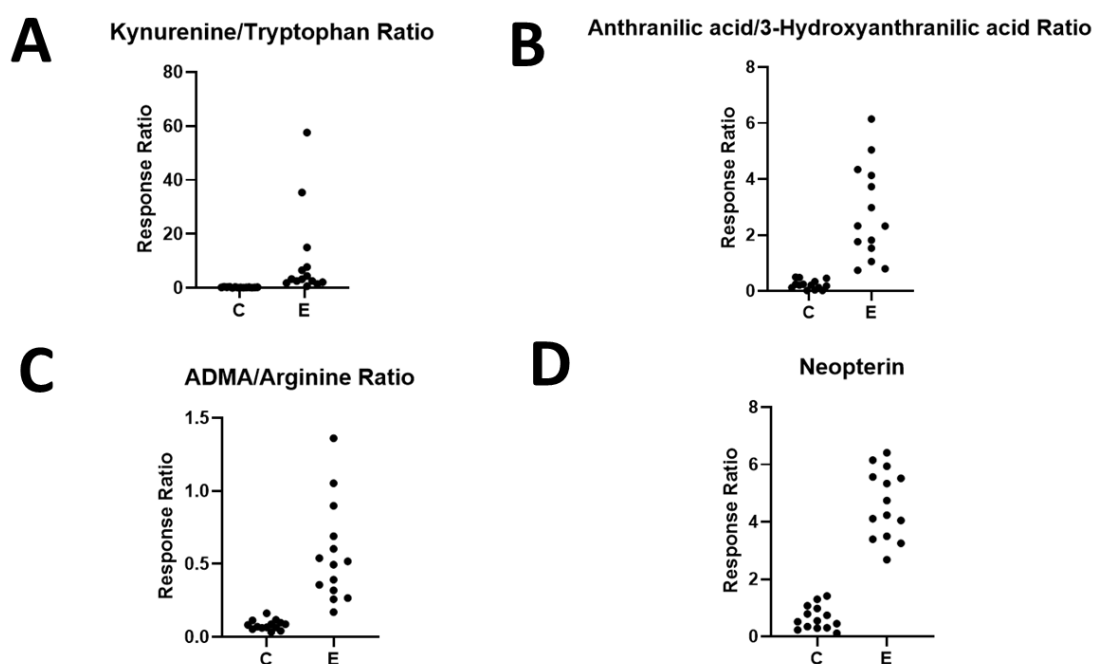 A
Kynurenine/Tryptophan Ratio
Response Ratio
80
60
40
20
0
C
E
B
Anthranilic acid/3-Hydroxyanthranilic acid Ratio
Response Ratio
8
6
4
2
0
C
E
C
ADMA/Arginine Ratio
Response Ratio
1.5
1.0
0.5
0.0
C
E
D
Neopterin
Response Ratio
8
6
4
2
0
C
E